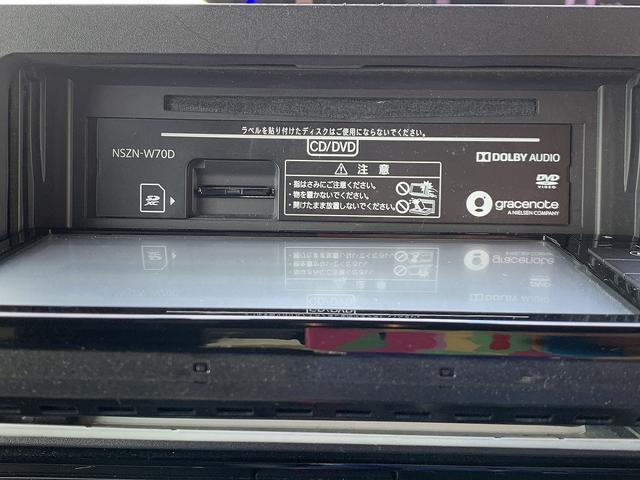 ラベルを貼り付けたディスクはご使用にならないでください。
CD/DVD
NSZN-W70D
注 意
・指はさみにご注意ください。
・物を置かないでください。
・開けたまま放置しないでください。
DOLBY AUDIO
DVD
VIDEO
gracenote
A NIELSEN COMPANY
SD
XC